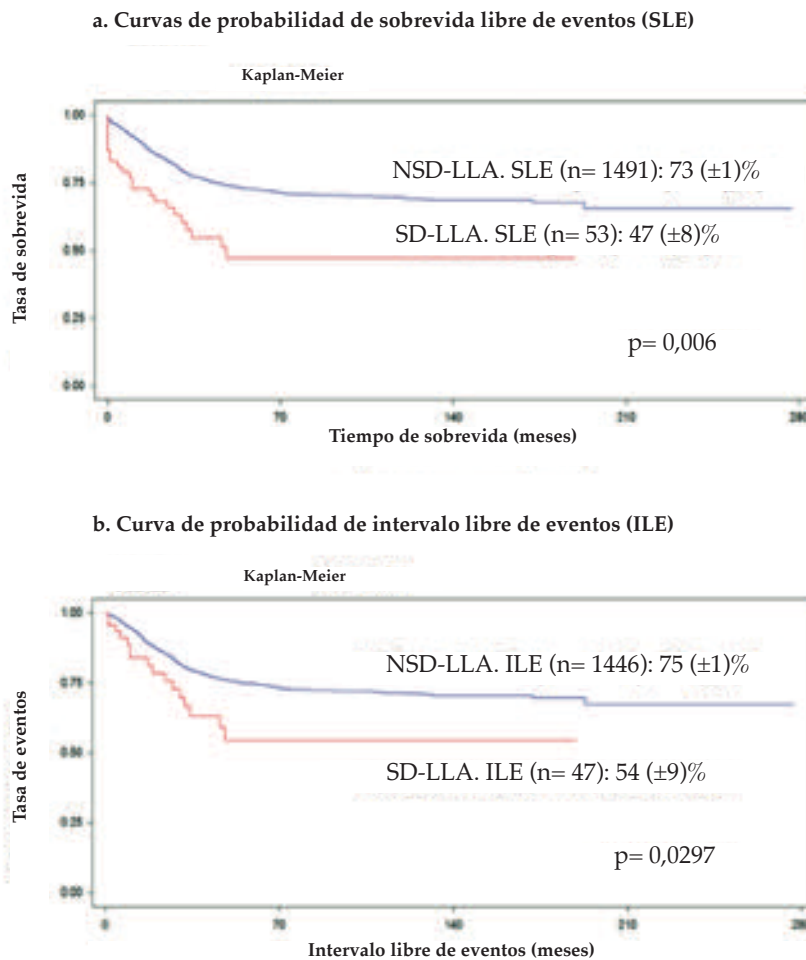 a. Curvas de probabilidad de sobrevida libre de eventos (SLE)
Kaplan-Meier
Tasa de sobrevida
1.00
0.75
0.50
0.25
0.00
NSD-LLA. SLE (n= 1491): 73 (±1)%
SD-LLA. SLE (n= 53): 47 (±8)%
p= 0,006
0 70 140 210 280
Tiempo de sobrevida (meses)
b. Curva de probabilidad de intervalo libre de eventos (ILE)
Kaplan-Meier
Tasa de eventos
1.00
0.75
0.50
0.25
0.00
NSD-LLA. ILE (n= 1446): 75 (±1)%
SD-LLA. ILE (n= 47): 54 (±9)%
p= 0,0297
0 70 140 210 280
Intervalo libre de eventos (meses)